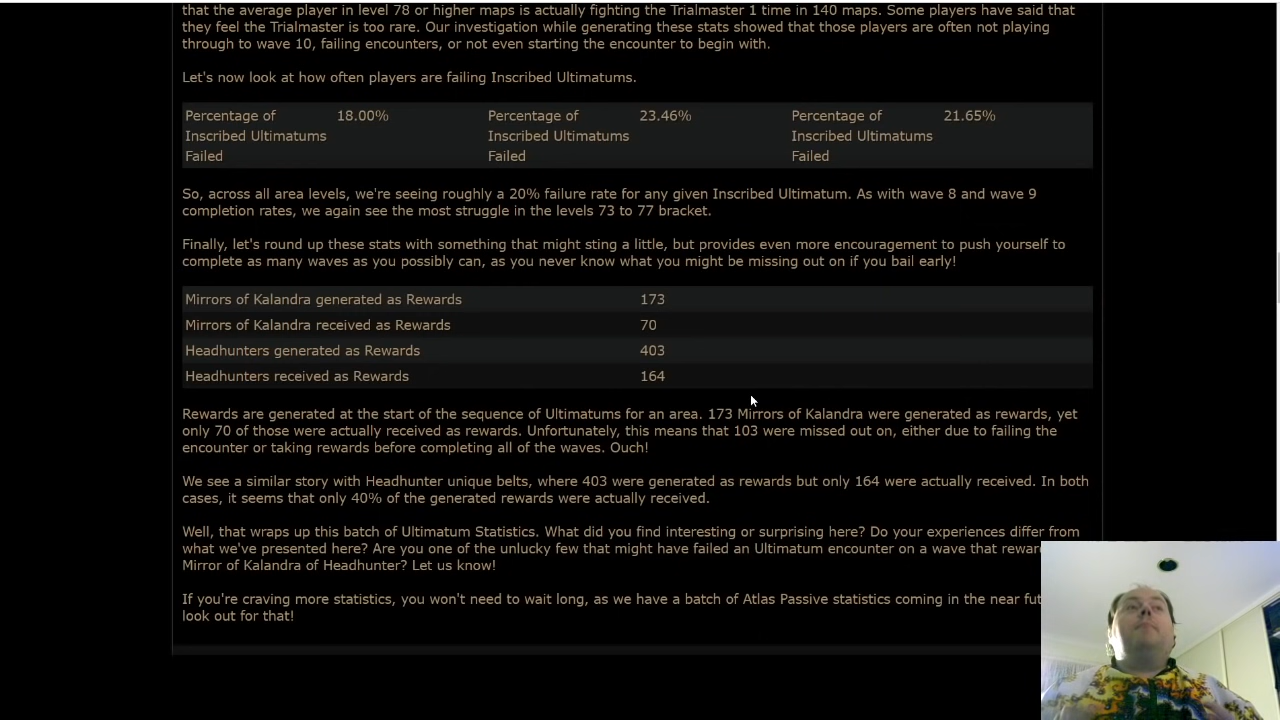 that the average player in level 78 or higher maps is actually fighting the Trialmaster 1 time in 140 maps. Some players have said that
they feel the Trialmaster is too rare. Our investigation while generating these stats showed that those players are often not playing
through to wave 10, failing encounters, or not even starting the encounter to begin with.
Let's now look at how often players are failing Inscribed Ultimatums.
Percentage of Inscribed Ultimatums Failed 18.00% Percentage of Inscribed Ultimatums Failed 23.46% Percentage of Inscribed Ultimatums Failed 21.65%
So, across all area levels, we're seeing roughly a 20% failure rate for any given Inscribed Ultimatum. As with wave 8 and wave 9
completion rates, we again see the most struggle in the levels 73 to 77 bracket.
Finally, let's round up these stats with something that might sting a little, but provides even more encouragement to push yourself to
complete as many waves as you possibly can, as you never know what you might be missing out on if you bail early!
Mirrors of Kalandra generated as Rewards 173
Mirrors of Kalandra received as Rewards 70
Headhunters generated as Rewards 403
Headhunters received as Rewards 164
Rewards are generated at the start of the sequence of Ultimatums for an area. 173 Mirrors of Kalandra were generated as rewards, yet
only 70 of those were actually received as rewards. Unfortunately, this means that 103 were missed out on, either due to failing the
encounter or taking rewards before completing all of the waves. Ouch!
We see a similar story with Headhunter unique belts, where 403 were generated as rewards but only 164 were actually received. In both
cases, it seems that only 40% of the generated rewards were actually received.
Well, that wraps up this batch of Ultimatum Statistics. What did you find interesting or surprising here? Do your experiences differ from
what we've presented here? Are you one of the unlucky few that might have failed an Ultimatum encounter on a wave that
Mirror of Kalandra of Headhunter? Let us know!
If you're craving more statistics, you won't need to wait long, as we have a batch of Atlas Passive statistics coming in the near
look out for that!